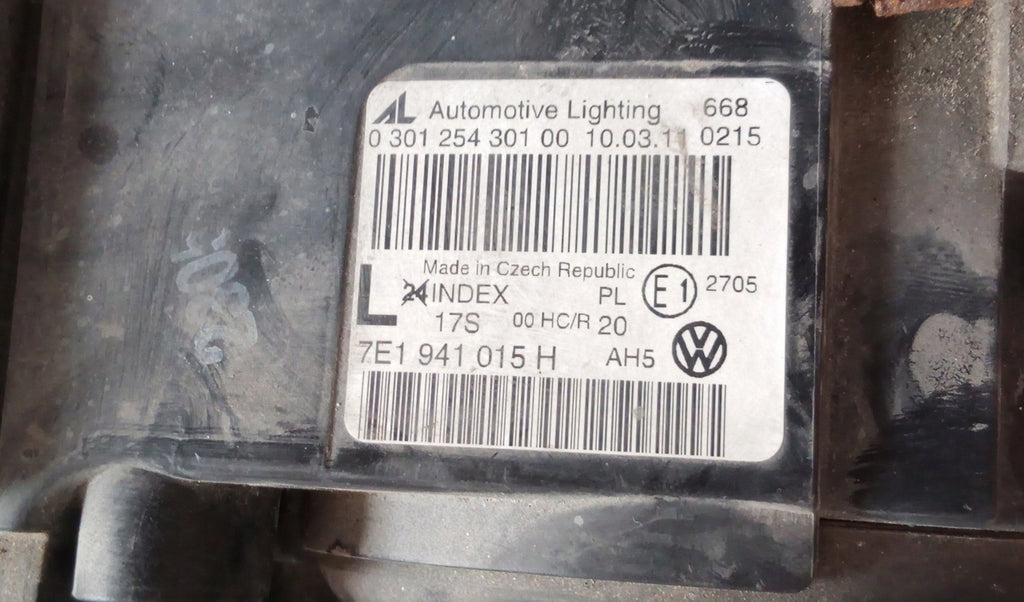 AL Automotive Lighting 668
0 301 254 301 00 10.03.11 0215
Made in Czech Republic
L 24 INDEX PL E1 2705
17S 00 HC/R 20
7E1 941 015 H AH5 VW